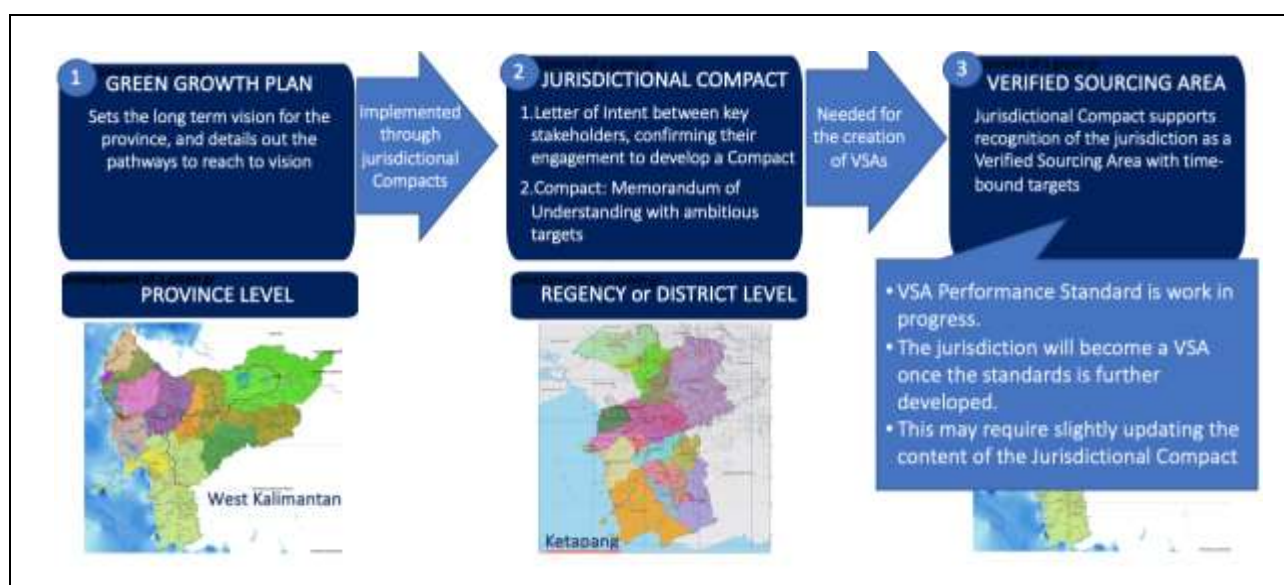 1
GREEN GROWTH PLAN
Sets the long term vision for the
province, and details out the
pathways to reach to vision
Implemented
through
jurisdictional
Compacts
2
JURISDICTIONAL COMPACT
1.Letter of Intent between key
stakeholders, confirming their
engagement to develop a Compact
2.Compact: Memorandum of
Understanding with ambitious
targets
Needed for
the creation
of VSAs
3
VERIFIED SOURCING AREA
Jurisdictional Compact supports
recognition of the jurisdiction as a
Verified Sourcing Area with time-
bound targets
PROVINCE LEVEL
West Kalimantan
REGENCY or DISTRICT LEVEL
Ketapang
• VSA Performance Standard is work in
progress.
• The jurisdiction will become a VSA
once the standards is further
developed.
• This may require slightly updating the
content of the Jurisdictional Compact